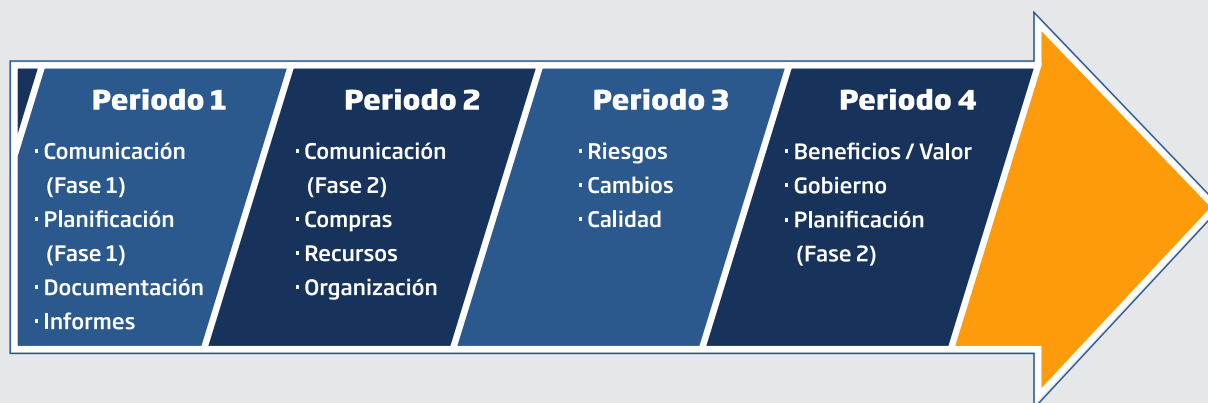 Periodo 1
· Comunicación
(Fase 1)
· Planificación
(Fase 1)
· Documentación
· Informes
Periodo 2
· Comunicación
(Fase 2)
· Compras
· Recursos
· Organización
Periodo 3
· Riesgos
· Cambios
· Calidad
Periodo 4
· Beneficios / Valor
· Gobierno
· Planificación
(Fase 2)